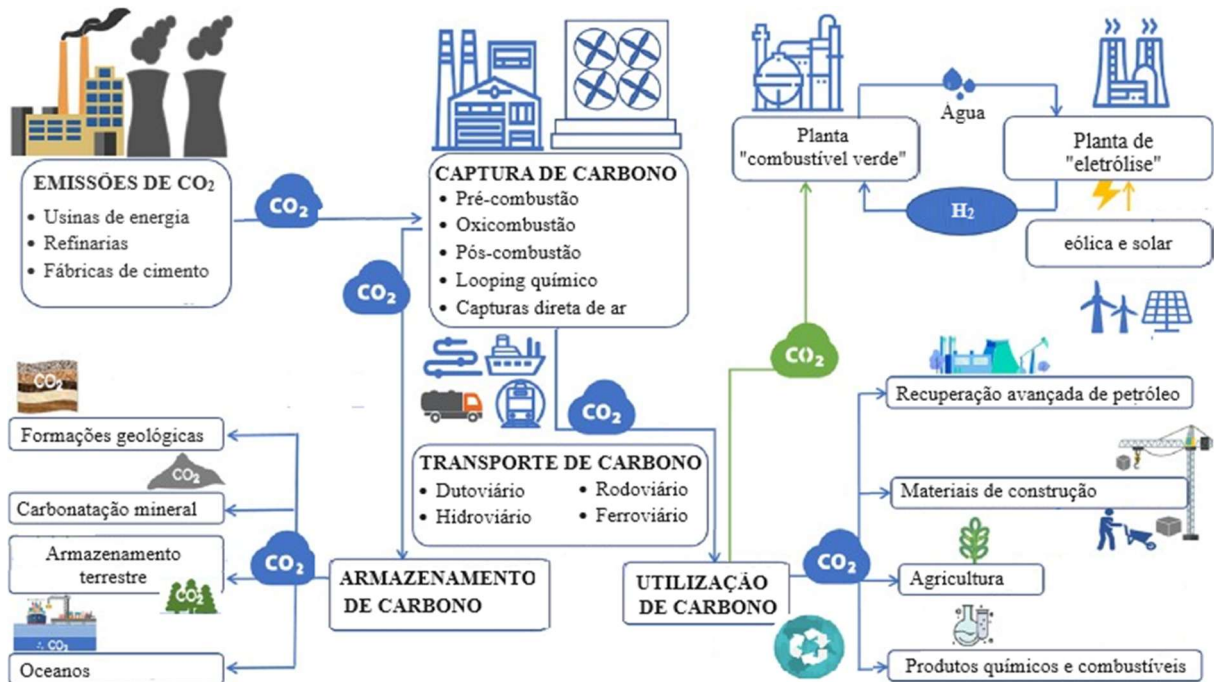 EMISSÕES DE CO₂
• Usinas de energia
• Refinarias
• Fábricas de cimento
CO₂
CAPTURA DE CARBONO
• Pré-combustão
• Oxicombustão
• Pós-combustão
• Looping químico
• Capturas direta de ar
CO₂
Planta
"combustível verde"
Água
Planta de
"eletrólise"
H₂
eólica e solar
CO₂
CO₂
TRANSPORTE DE CARBONO
• Dutoviário
• Hidroviário
• Rodoviário
• Ferroviário
CO₂
Formações geológicas
CO₂
Carbonatação mineral
Armazenamento
terrestre
CO₂
CO₂
Oceanos
CO₂
ARMAZENAMENTO
DE CARBONO
UTILIZAÇÃO
DE CARBONO
CO₂
Recuperação avançada de petróleo
Materiais de construção
Agricultura
Produtos químicos e combustíveis